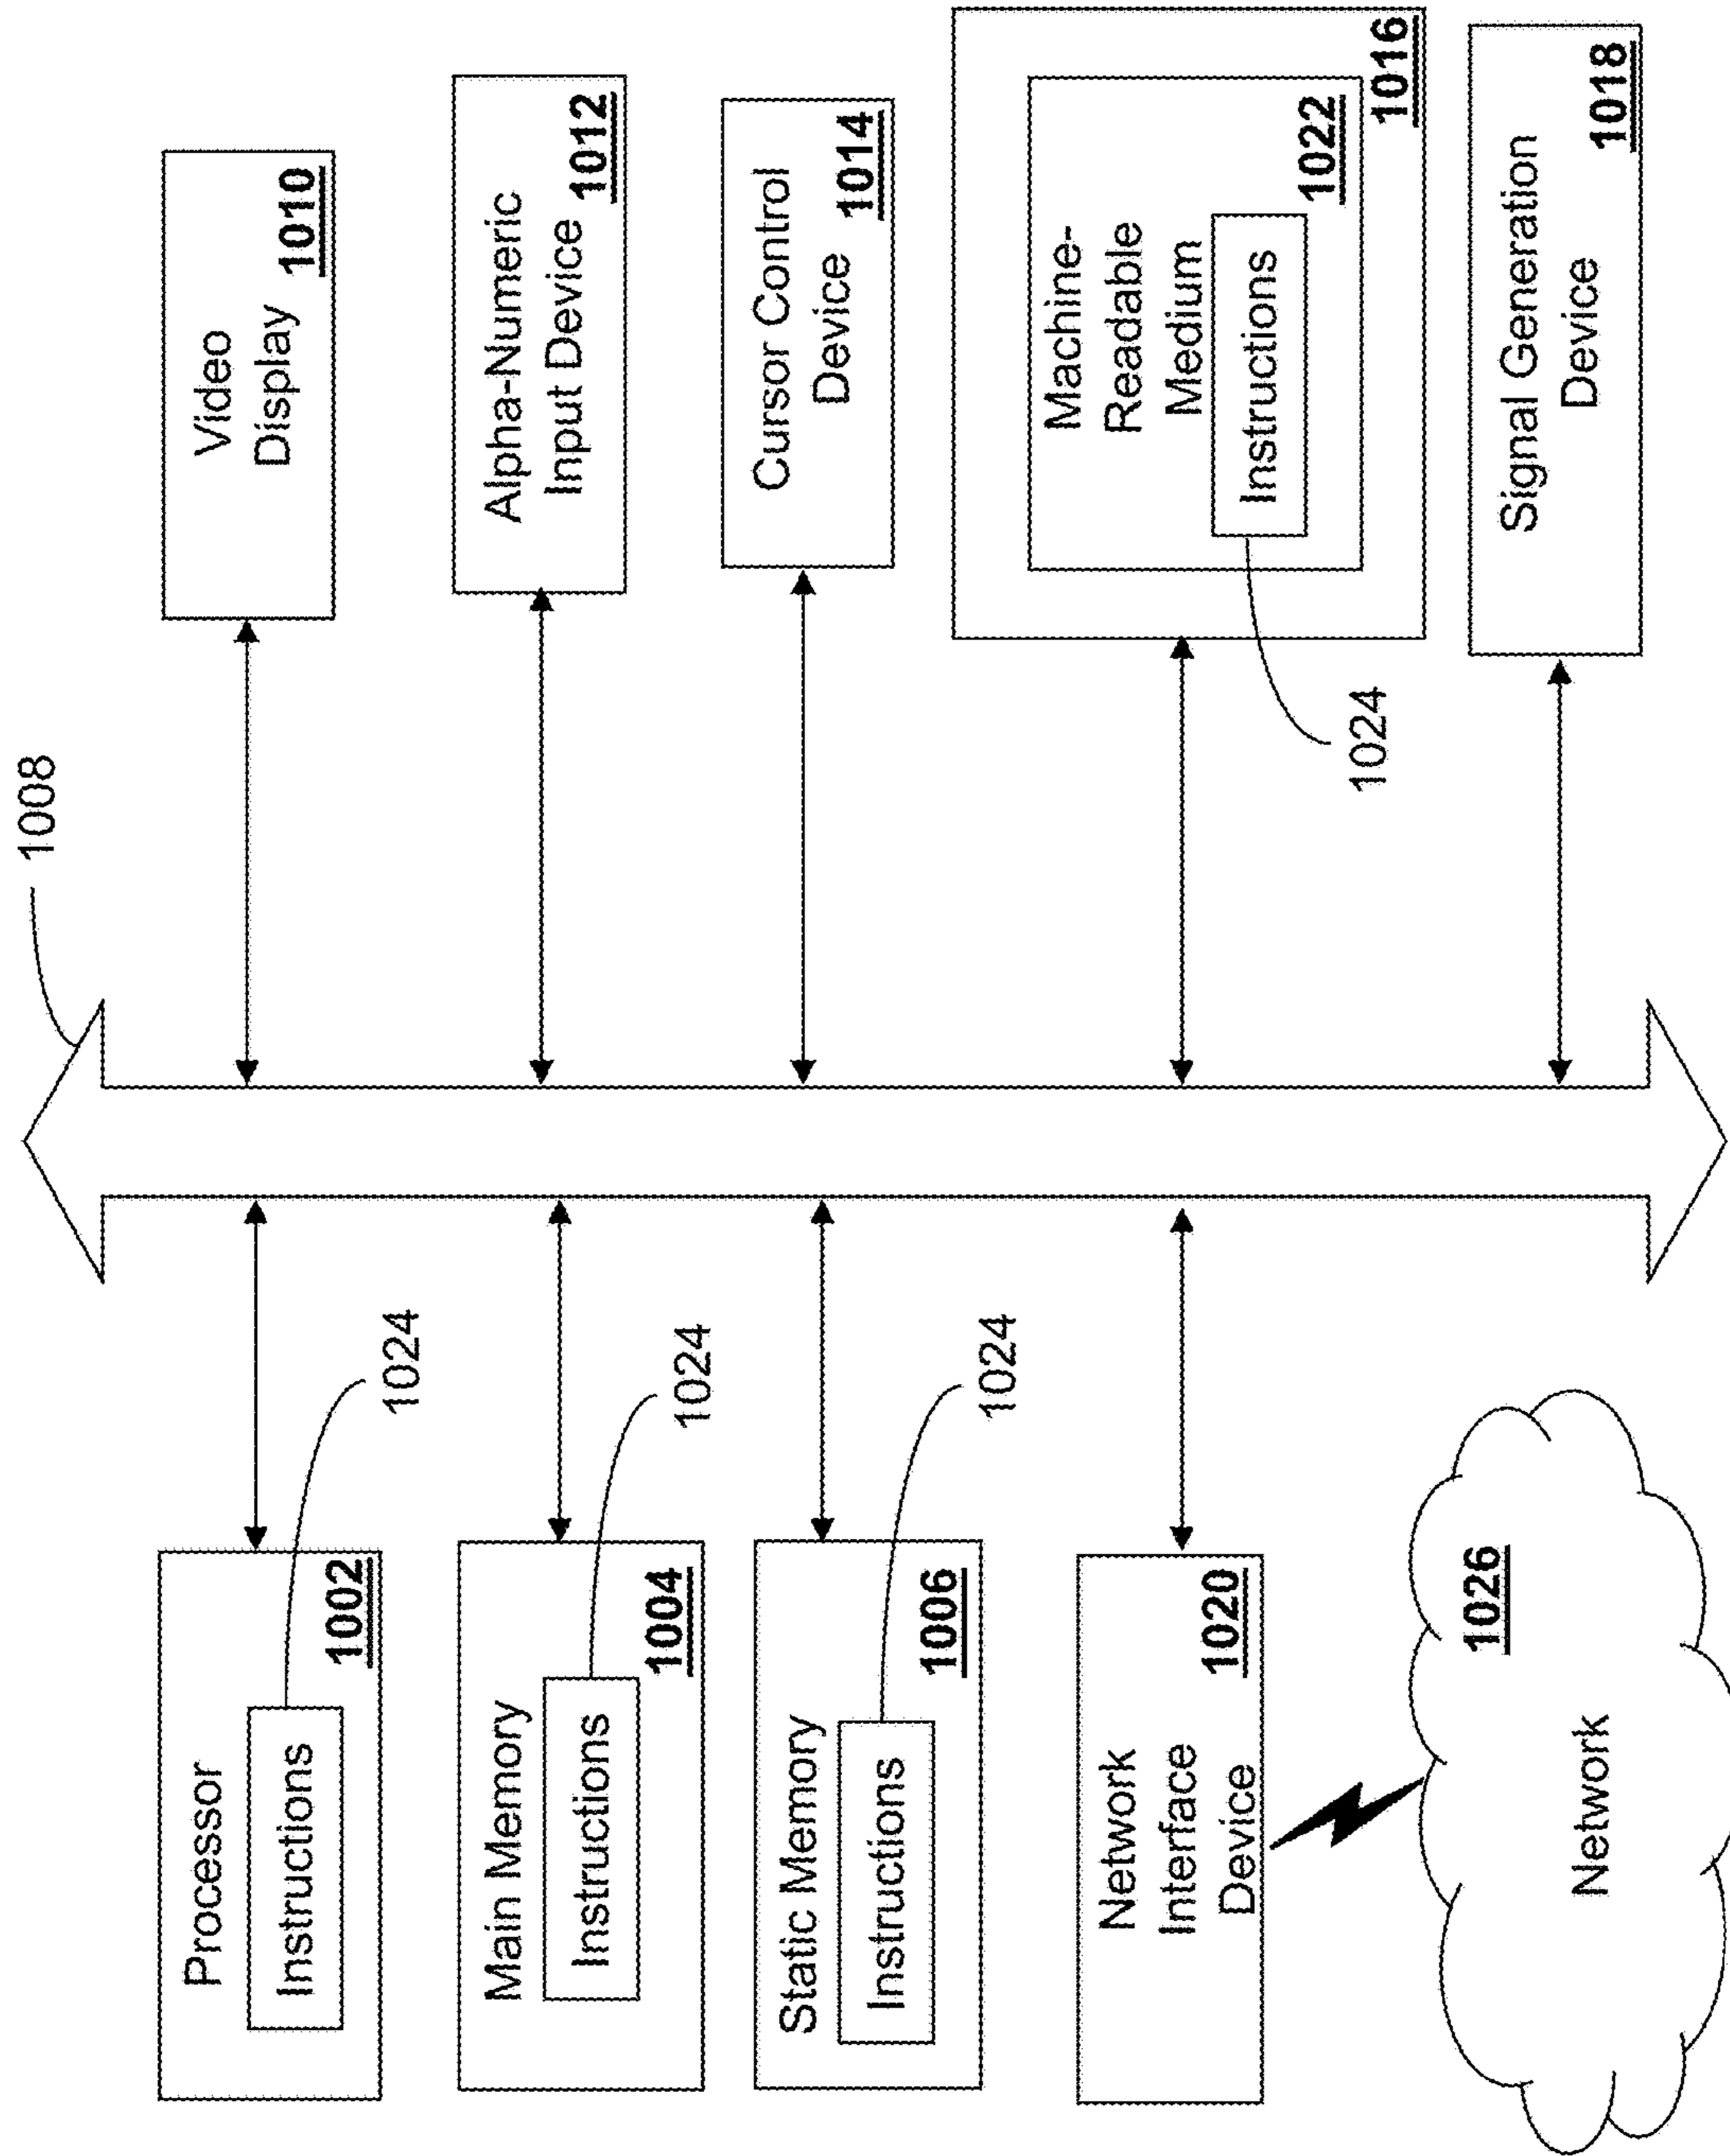 1008
Processor
Instructions
1002
1024
Main Memory
Instructions
1004
1024
Static Memory
Instructions
1006
1024
Network
Interface
Device
1020
1026
Network
Video
Display
1010
Alpha-Numeric
Input Device
1012
Cursor Control
Device
1014
Machine-
Readable
Medium
1022
Instructions
1016
1024
Signal Generation
Device
1018